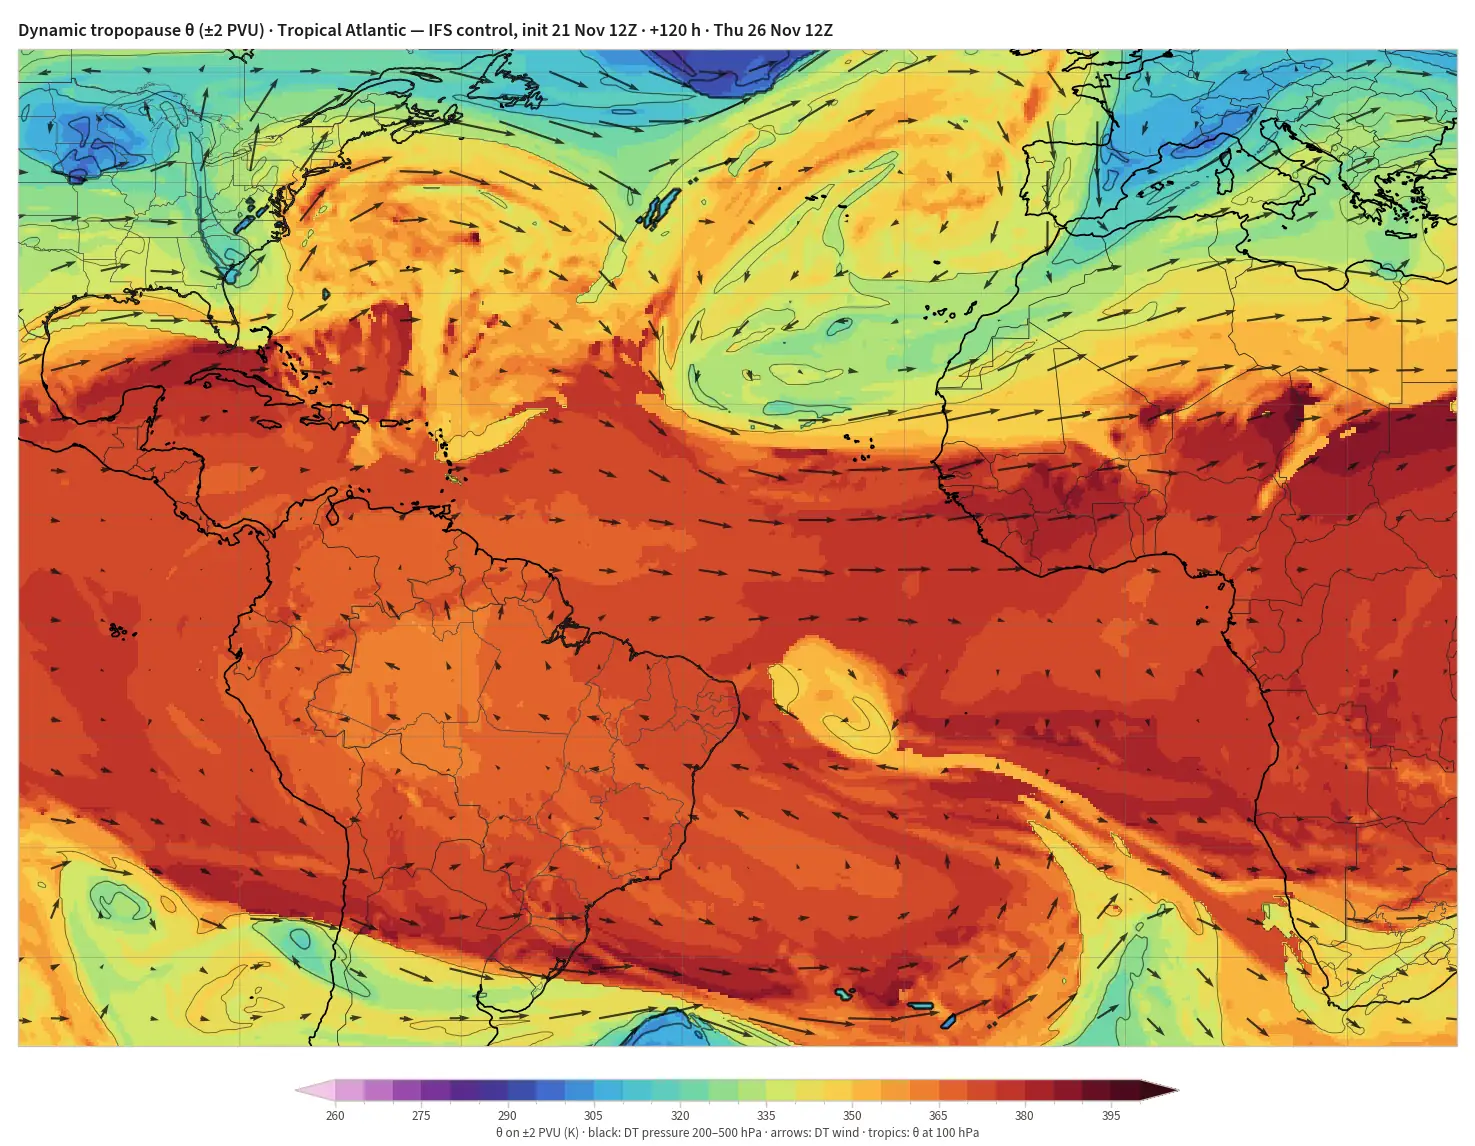 Dynamic tropopause θ (±2 PVU) · Tropical Atlantic — IFS control, init 21 Nov 12Z · +120 h · Thu 26 Nov 12Z
260 275 290 305 320 335 350 365 380 395
θ on ±2 PVU (K) · black: DT pressure 200–500 hPa · arrows: DT wind · tropics: θ at 100 hPa